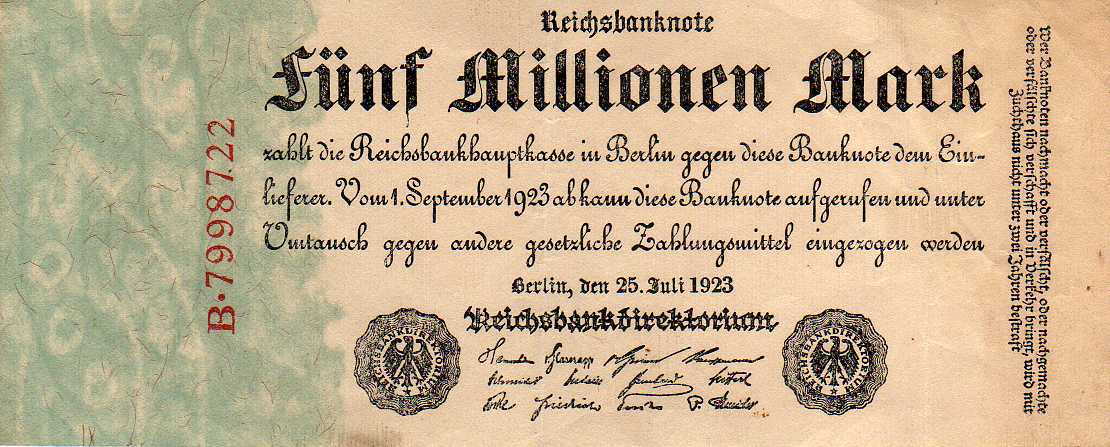 Reichsbanknote
Fünf Millionen Mark
zahlt die Reichsbankhauptkasse in Berlin gegen diese Banknote dem Ein-
lieferer. Vom 1. September 1923 ab kann diese Banknote aufgerufen und unter
Umtausch gegen andere gesetzliche Zahlungsmittel eingezogen werden
Berlin, den 25. Juli 1923
Reichsbankdirektorium
REICHSBANKDIREKTORIUM
REICHSBANKDIREKTORIUM
B·7998722
Wer Banknoten nachmacht oder verfälscht, oder nachgemachte
oder verfälschte sich verschafft und in Verkehr bringt, wird mit
Zuchthaus nicht unter zwei Jahren bestraft